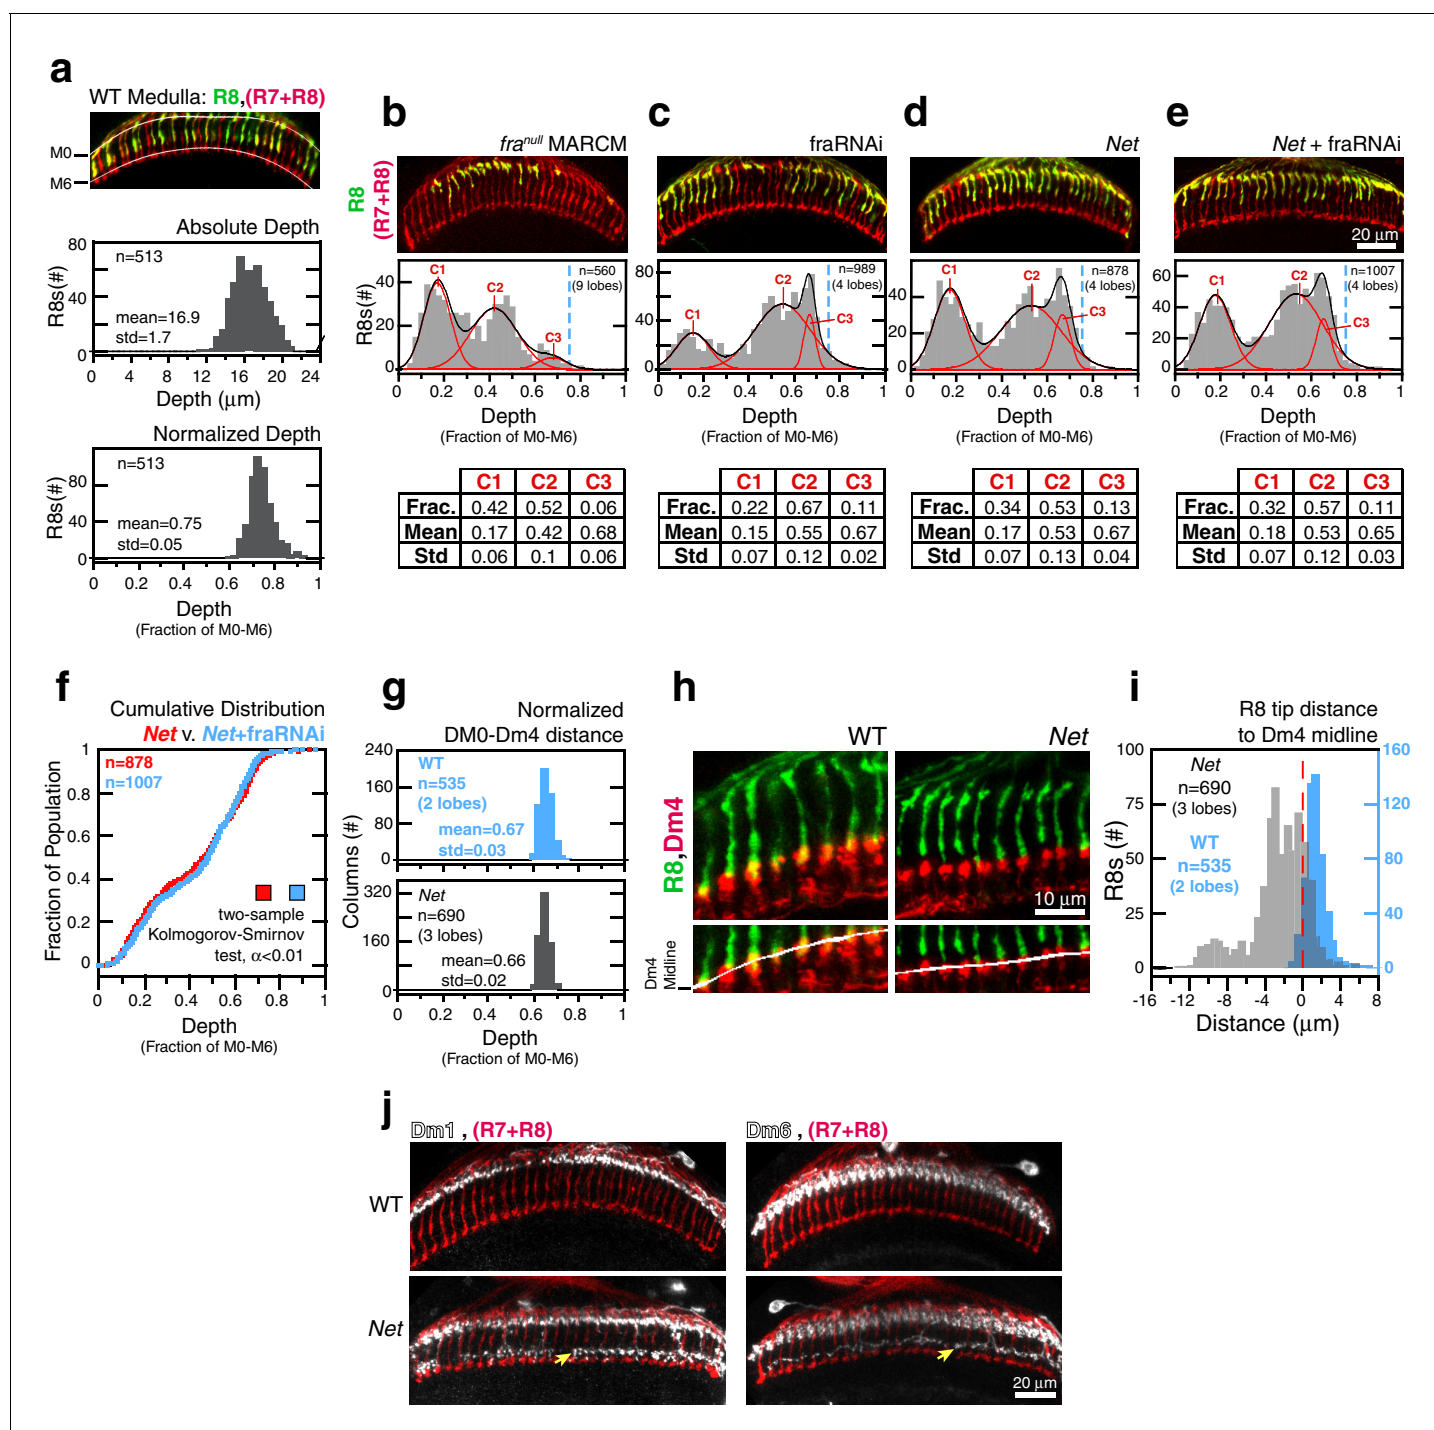 a
WT Medulla: R8,(R7+R8)
M0
M6
Absolute Depth
n=513
mean=16.9
std=1.7
R8s(#)
80
40
0
0 4 8 12 16 20 24
Depth (μm)
Normalized Depth
n=513
mean=0.75
std=0.05
R8s(#)
80
40
0
0 0.2 0.4 0.6 0.8 1
Depth
(Fraction of M0-M6)
b
fra^null MARCM
R8
(R7+R8)
C1
C2
C3
n=560
(9 lobes)
R8s(#)
40
20
0
0 0.2 0.4 0.6 0.8 1
Depth
(Fraction of M0-M6)
C1 C2 C3
Frac. 0.42 0.52 0.06
Mean 0.17 0.42 0.68
Std 0.06 0.1 0.06
c
fraRNAi
C1
C2
C3
n=989
(4 lobes)
80
40
0
0 0.2 0.4 0.6 0.8 1
Depth
(Fraction of M0-M6)
C1 C2 C3
Frac. 0.22 0.67 0.11
Mean 0.15 0.55 0.67
Std 0.07 0.12 0.02
d
Net
C1
C2
C3
n=878
(4 lobes)
40
20
0
0 0.2 0.4 0.6 0.8 1
Depth
(Fraction of M0-M6)
C1 C2 C3
Frac. 0.34 0.53 0.13
Mean 0.17 0.53 0.67
Std 0.07 0.13 0.04
e
Net + fraRNAi
20 μm
C1
C2
C3
n=1007
(4 lobes)
60
40
20
0
0 0.2 0.4 0.6 0.8 1
Depth
(Fraction of M0-M6)
C1 C2 C3
Frac. 0.32 0.57 0.11
Mean 0.18 0.53 0.65
Std 0.07 0.12 0.03
f
Cumulative Distribution
Net v. Net+fraRNAi
n=878
n=1007
two-sample
Kolmogorov-Smirnov
test, α<0.01
Fraction of Population
1
0.8
0.6
0.4
0.2
0
0 0.2 0.4 0.6 0.8 1
Depth
(Fraction of M0-M6)
g
Normalized
DM0-Dm4 distance
WT
n=535
(2 lobes)
mean=0.67
std=0.03
240
160
80
0
Net
n=690
(3 lobes)
mean=0.66
std=0.02
320
160
0
Columns (#)
0 0.2 0.4 0.6 0.8 1
Depth
(Fraction of M0-M6)
h
WT
Net
R8,Dm4
10 μm
Dm4
Midline
i
R8 tip distance
to Dm4 midline
Net
n=690
(3 lobes)
WT
n=535
(2 lobes)
R8s (#)
100
75
50
25
0
160
120
80
40
0
-16 -12 -8 -4 0 4 8
Distance (μm)
j
Dm1 , (R7+R8)
Dm6 , (R7+R8)
WT
Net
20 μm